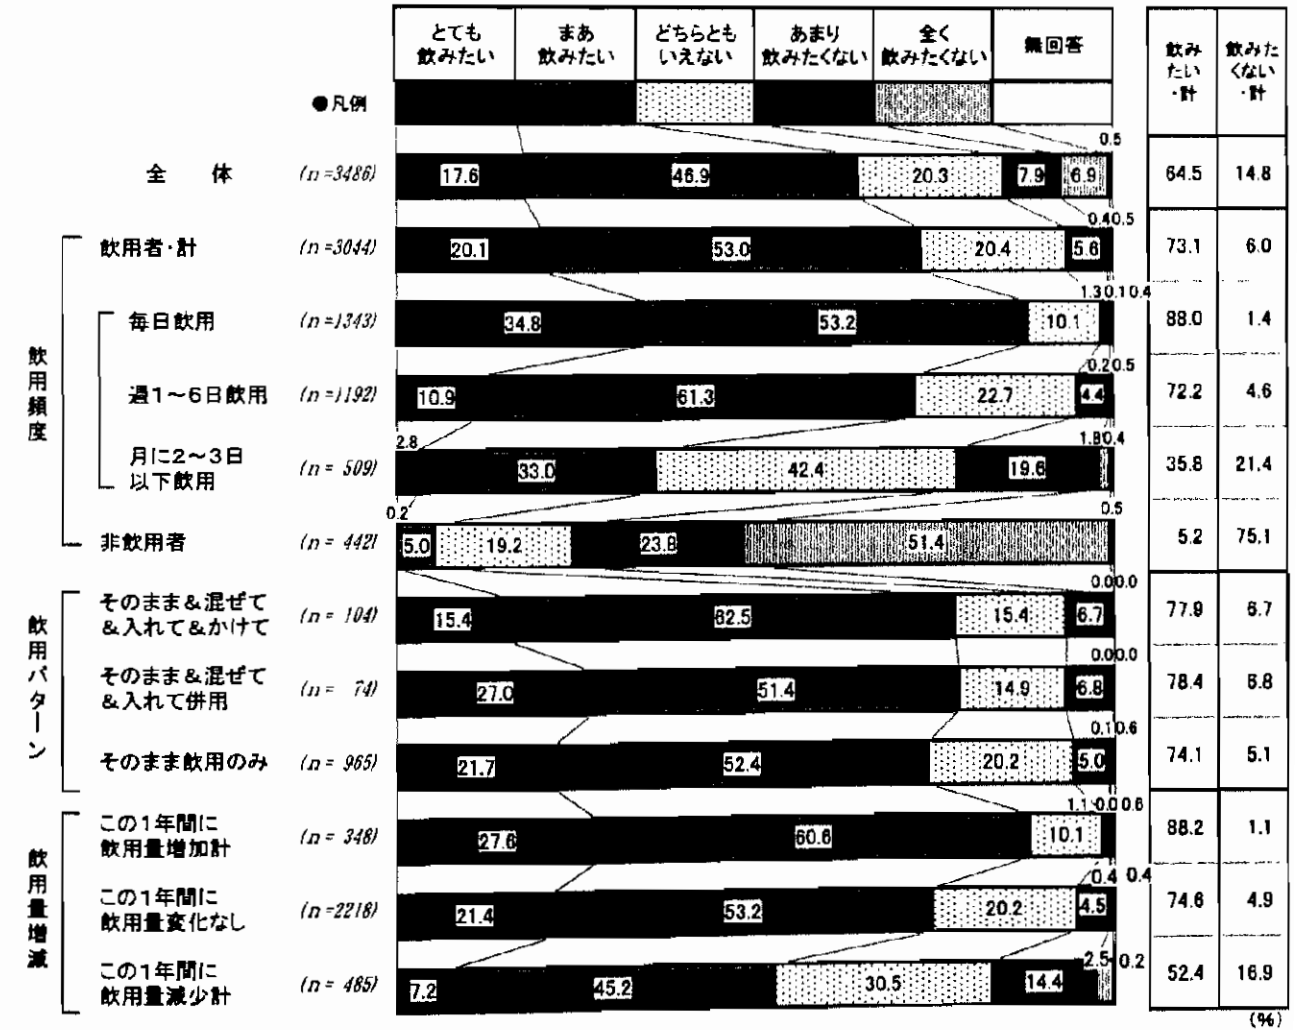 とても
飲みたい
まあ
飲みたい
どちらとも
いえない
あまり
飲みたくない
全く
飲みたくない
無回答
飲み
たい
・計
飲みた
くない
・計
●凡例
0.5
全 体 (n=3486) 17.6 46.9 20.3 7.9 6.9 64.5 14.8
0.4 0.5
飲用者・計 (n=3044) 20.1 53.0 20.4 5.6 73.1 6.0
1.3 0.1 0.4
毎日飲用 (n=1343) 34.8 53.2 10.1 88.0 1.4
0.2 0.5
週1~6日飲用 (n=1192) 10.9 61.3 22.7 4.4 72.2 4.6
2.8 1.8 0.4
月に2~3日
以下飲用 (n= 509) 33.0 42.4 19.6 35.8 21.4
0.2 0.5
非飲用者 (n= 442) 5.0 19.2 23.8 51.4 5.2 75.1
飲用頻度
0.0 0.0
そのまま&混ぜて
&入れて&かけて (n= 104) 15.4 62.5 15.4 6.7 77.9 6.7
0.0 0.0
そのまま&混ぜて
&入れて併用 (n= 74) 27.0 51.4 14.9 6.8 78.4 6.8
0.1 0.6
そのまま飲用のみ (n= 965) 21.7 52.4 20.2 5.0 74.1 5.1
飲用パターン
1.1 0.0 0.6
この1年間に
飲用量増加計 (n= 348) 27.6 60.6 10.1 88.2 1.1
0.4 0.4
この1年間に
飲用量変化なし (n=2218) 21.4 53.2 20.2 4.5 74.6 4.9
2.5 0.2
この1年間に
飲用量減少計 (n= 485) 7.2 45.2 30.5 14.4 52.4 16.9
飲用量増減
(%)